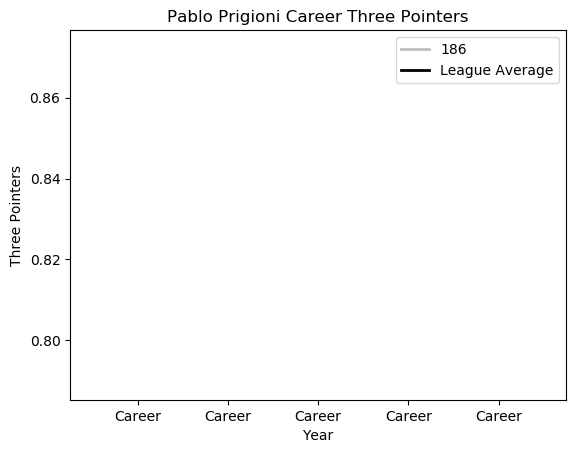 Pablo Prigioni Career Three Pointers
186
League Average
0.86
0.84
0.82
0.80
Three Pointers
Career Career Career Career Career
Year